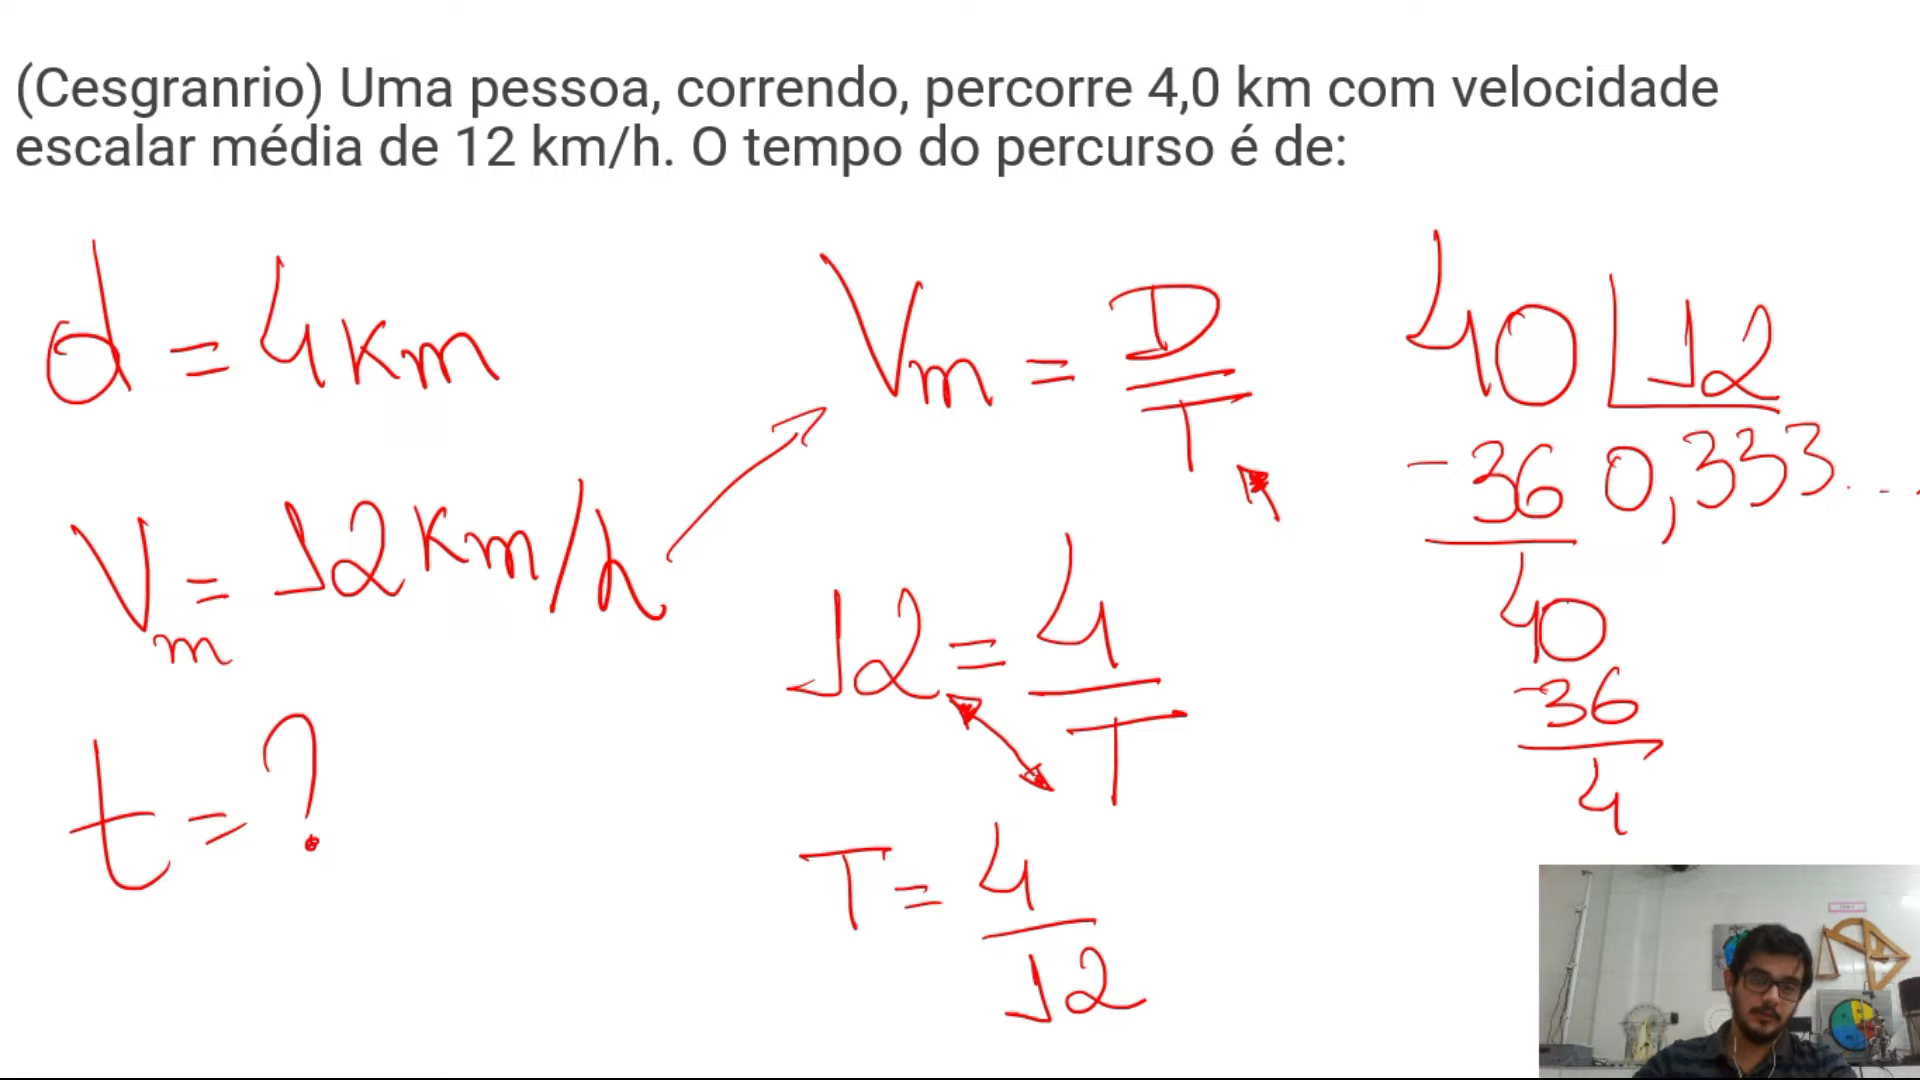 (Cesgranrio) Uma pessoa, correndo, percorre 4,0 km com velocidade
escalar média de 12 km/h. O tempo do percurso é de:
d = 4 km
Vm = 12 km/h
t = ?
Vm = D
T
12 = 4
T
T = 4
12
40 12
-36 0,333...
40
-36
4